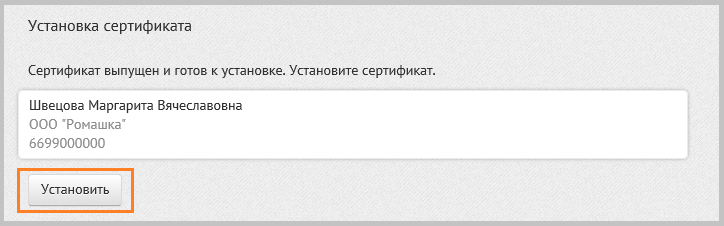 Установка сертификата
Сертификат выпущен и готов к установке. Установите сертификат.
Швецова Маргарита Вячеславовна
ООО "Ромашка"
6699000000
Установить